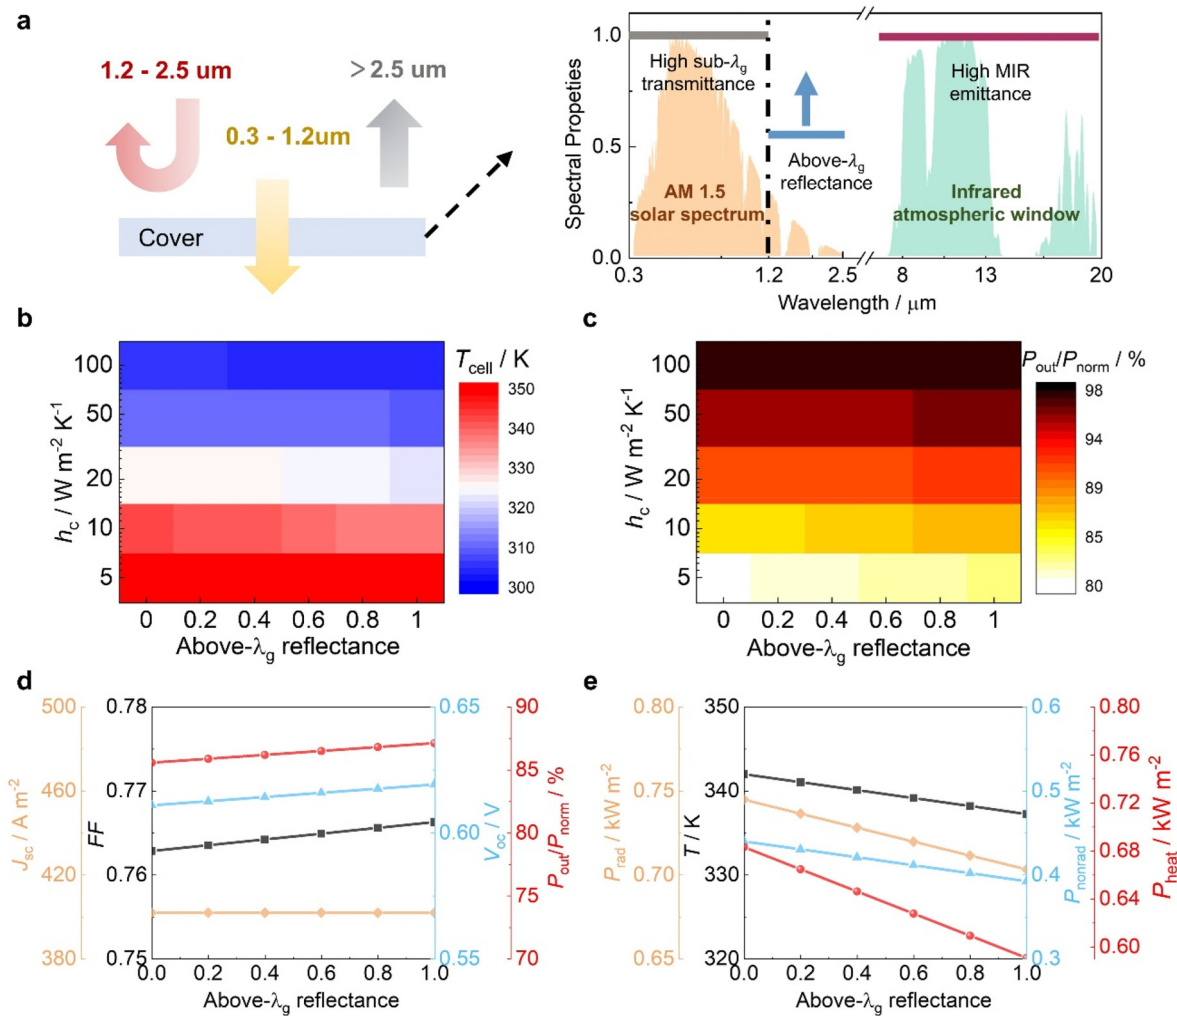 a
1.2 - 2.5 um
>2.5 um
0.3 - 1.2um
Cover
Spectral Propeties
1.0
0.5
0.0
High sub-λg
transmittance
High MIR
emittance
Above-λg
reflectance
AM 1.5
solar spectrum
Infrared
atmospheric window
0.3
1.2
2.5
8
13
20
Wavelength / μm
b
hc / W m-2 K-1
100
50
20
10
5
0
0.2
0.4
0.6
0.8
1
Above-λg reflectance
Tcell / K
350
340
330
320
310
300
c
hc / W m-2 K-1
100
50
20
10
5
0
0.2
0.4
0.6
0.8
1
Above-λg reflectance
Pout/Pnorm / %
98
94
89
85
80
d
Jsc / A m-2
500
460
420
380
FF
0.78
0.77
0.76
0.75
0.0
0.2
0.4
0.6
0.8
1.0
Above-λg reflectance
Voc / V
0.65
0.60
0.55
Pout/Pnorm / %
90
85
80
75
70
e
Prad / kW m-2
0.80
0.75
0.70
0.65
T / K
350
340
330
320
0.0
0.2
0.4
0.6
0.8
1.0
Above-λg reflectance
Pnonrad / kW m-2
0.6
0.5
0.4
0.3
Pheat / kW m-2
0.80
0.76
0.72
0.68
0.64
0.60